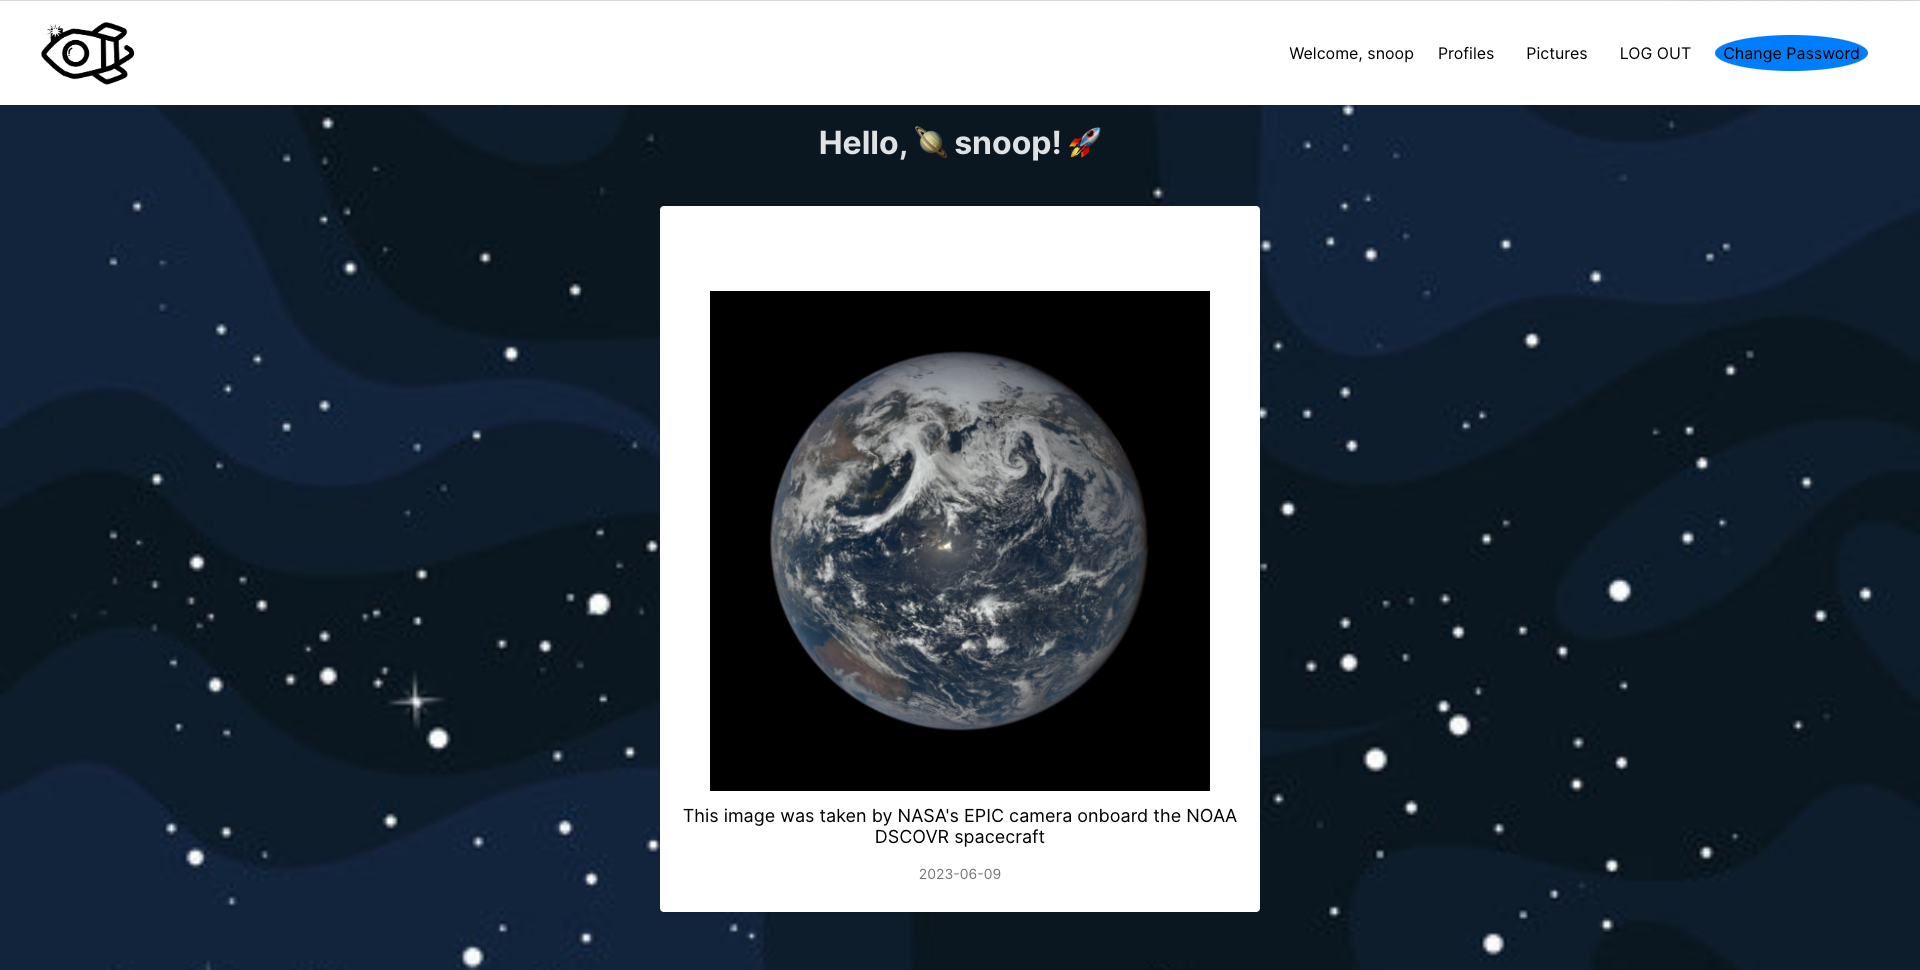 Welcome, snoop
Profiles
Pictures
LOG OUT
Change Password
Hello, 🪐 snoop! 🚀
This image was taken by NASA's EPIC camera onboard the NOAA
DSCOVR spacecraft
2023-06-09